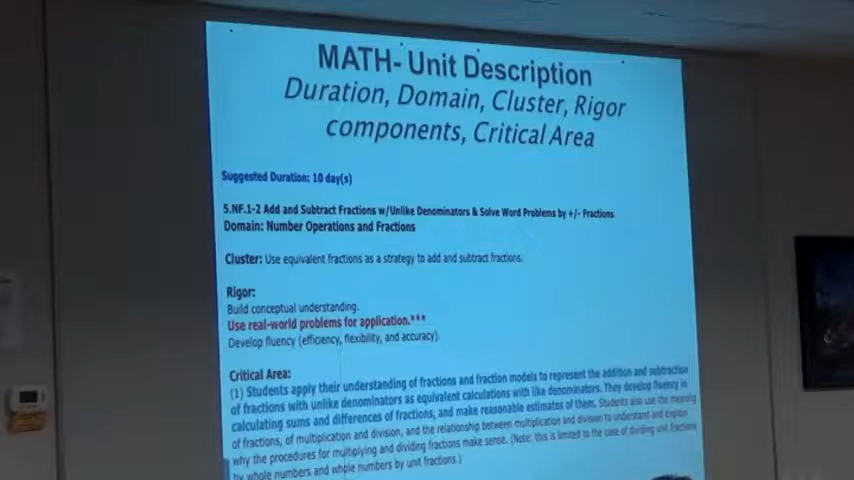 MATH- Unit Description
Duration, Domain, Cluster, Rigor
components, Critical Area
Suggested Duration: 10 day(s)
5.NF.1-2 Add and Subtract Fractions w/Unlike Denominators & Solve Word Problems by +/- Fractions
Domain: Number Operations and Fractions
Cluster: Use equivalent fractions as a strategy to add and subtract fractions.
Rigor:
Build conceptual understanding.
Use real-world problems for application.***
Develop fluency (efficiency, flexibility, and accuracy).
Critical Area:
(1) Students apply their understanding of fractions and fraction models to represent the addition and subtraction
of fractions with unlike denominators as equivalent calculations with like denominators. They develop fluency in
calculating sums and differences of fractions, and make reasonable estimates of them. Students also use the meaning
of fractions, of multiplication and division, and the relationship between multiplication and division to understand and explain
why the procedures for multiplying and dividing fractions make sense. (Note: this is limited to the case of dividing unit fractions
by whole numbers and whole numbers by unit fractions.)